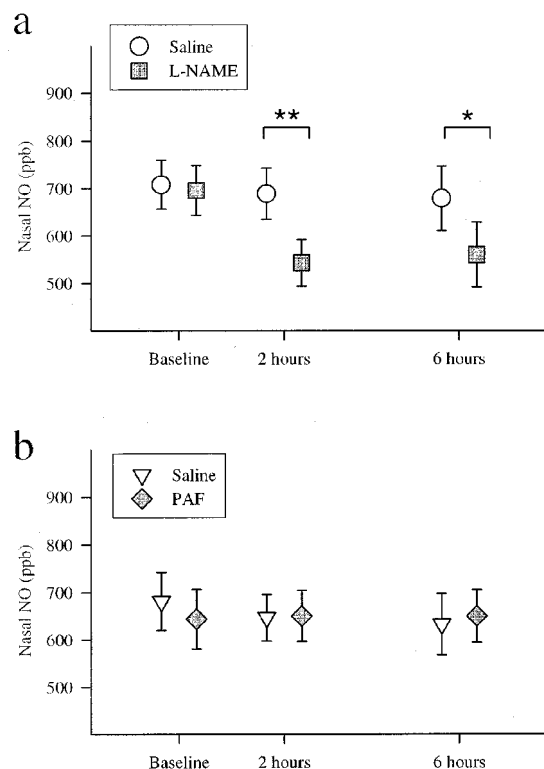 a
Saline
L-NAME
Nasal NO (ppb)
900
800
700
600
500
**
*
Baseline
2 hours
6 hours
b
Saline
PAF
Nasal NO (ppb)
900
800
700
600
500
Baseline
2 hours
6 hours